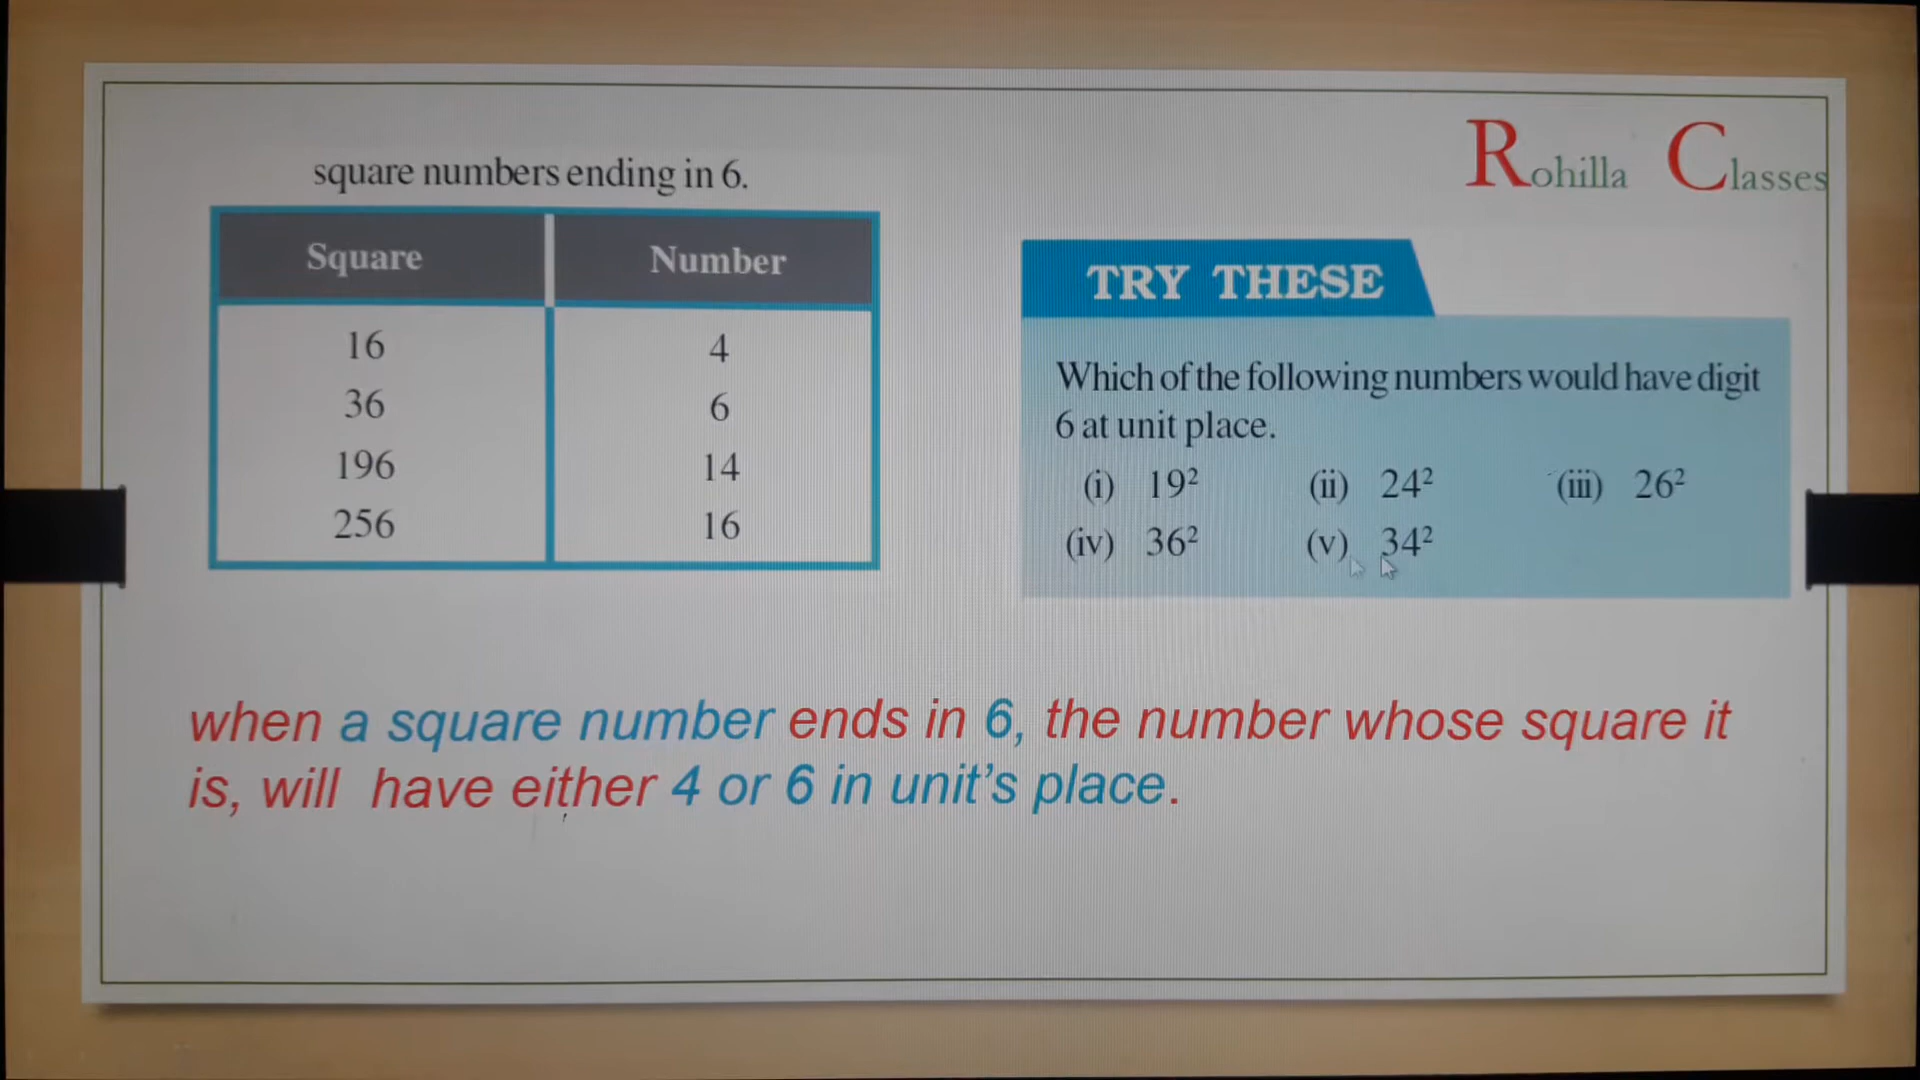 Rohilla Classes
square numbers ending in 6.
Square Number
16 4
36 6
196 14
256 16
TRY THESE
Which of the following numbers would have digit
6 at unit place.
(i) 19² (ii) 24² (iii) 26²
(iv) 36² (v) 34²
when a square number ends in 6, the number whose square it
is, will have either 4 or 6 in unit’s place.